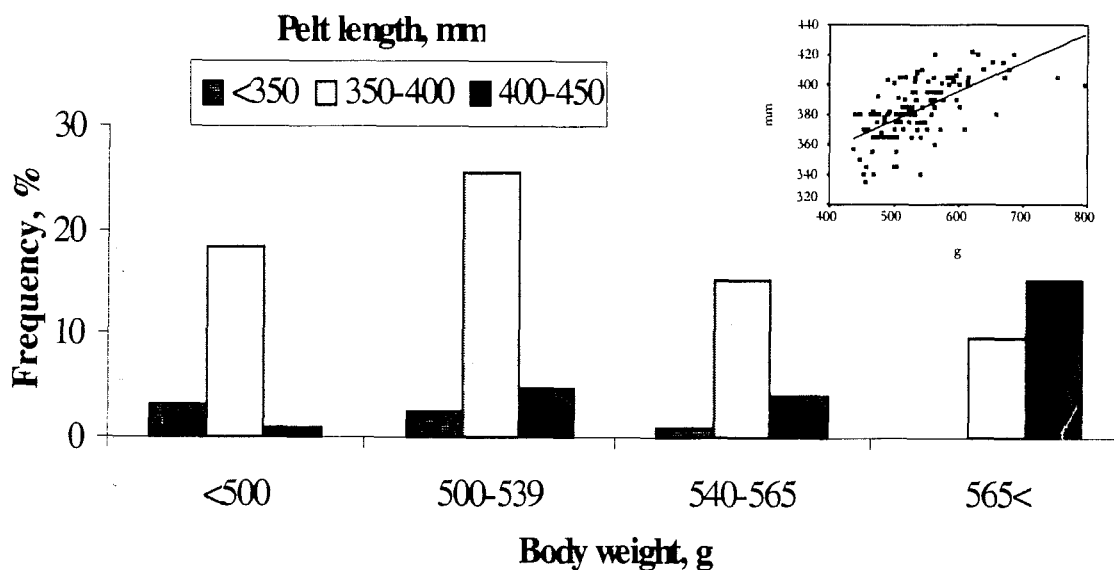 Pelt length, mm
<350 350-400 400-450
30
20
10
0
Frequency, %
<500 500-539 540-565 565<
Body weight, g
440
420
400
380
360
340
320
mm
400 500 600 700 800
g